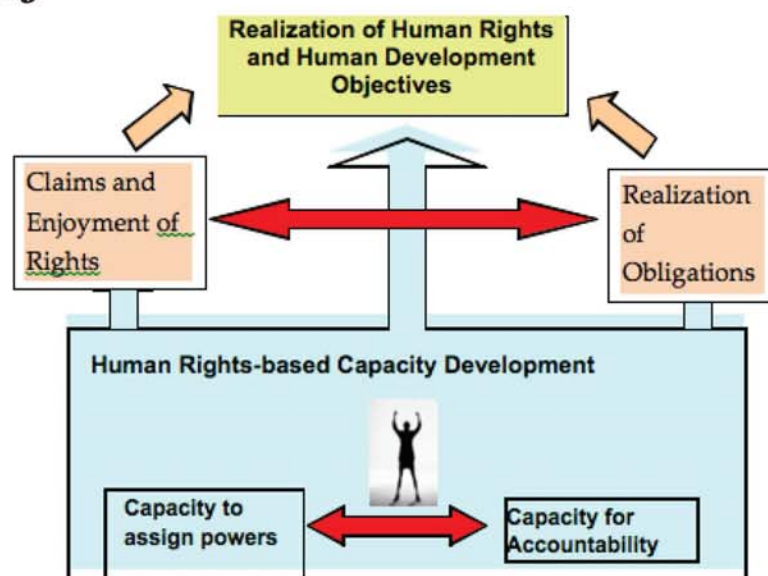 Realization of Human Rights
and Human Development
Objectives
Claims and
Enjoyment of
Rights
Realization
of
Obligations
Human Rights-based Capacity Development
Capacity to
assign powers
Capacity for
Accountability